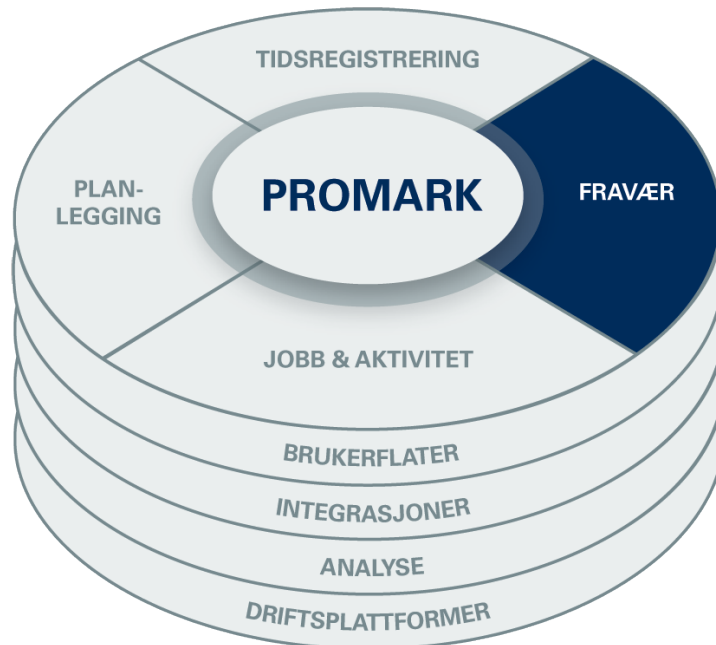 TIDSREGISTRERING
PLAN-
LEGGING
PROMARK
FRAVÆR
JOBB & AKTIVITET
BRUKERFLATER
INTEGRASJONER
ANALYSE
DRIFTSPLATTFORMER